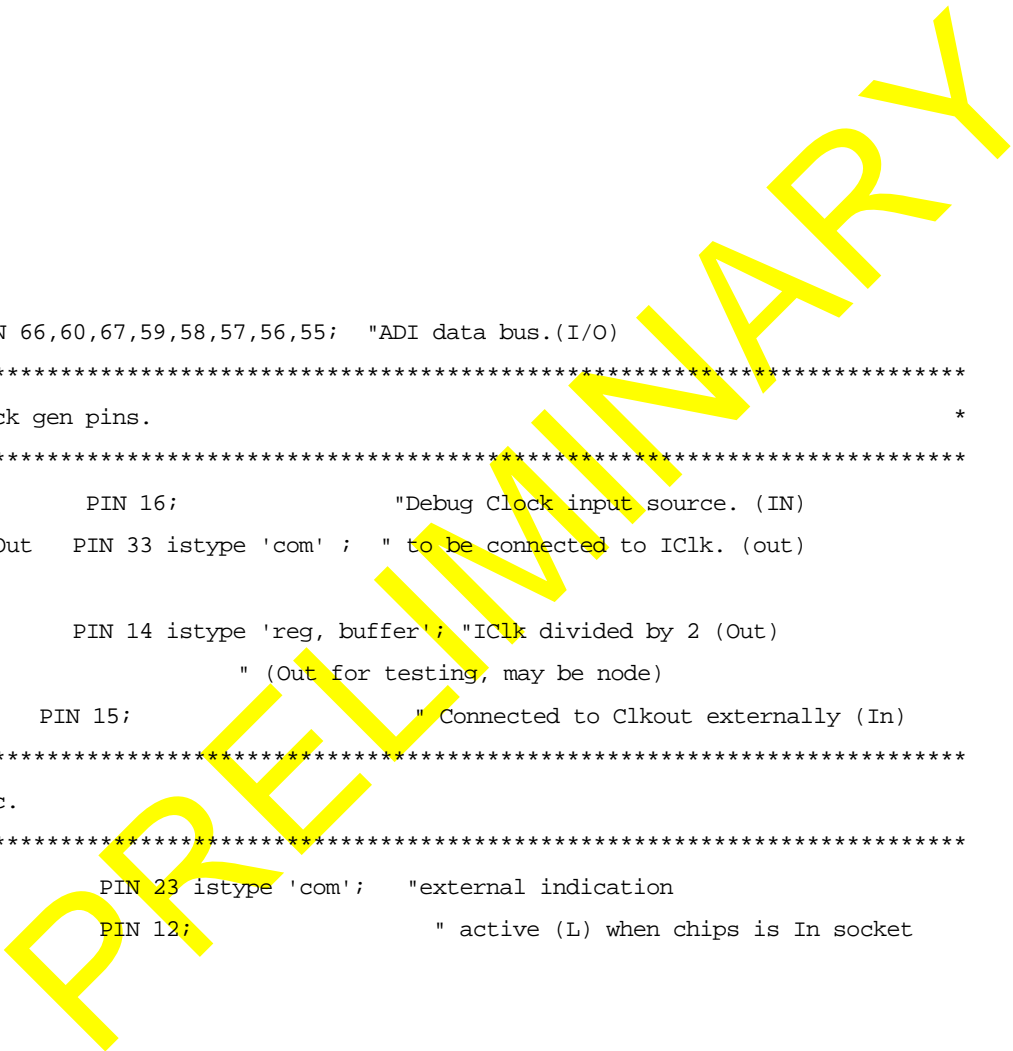 N 66,60,67,59,58,57,56,55;  "ADI data bus.(I/O)
*************************************************************************
ck gen pins.                                                            *
*************************************************************************
PIN 16;                "Debug Clock input source. (IN)
Out   PIN 33 istype 'com' ;  " to be connected to IClk. (out)
PIN 14 istype 'reg, buffer'; "IClk divided by 2 (Out)
" (Out for testing, may be node)
PIN 15;                     " Connected to Clkout externally (In)
*************************************************************************
c.
*************************************************************************
PIN 23 istype 'com';   "external indication
PIN 12;                  " active (L) when chips is In socket
PRELIMINARY